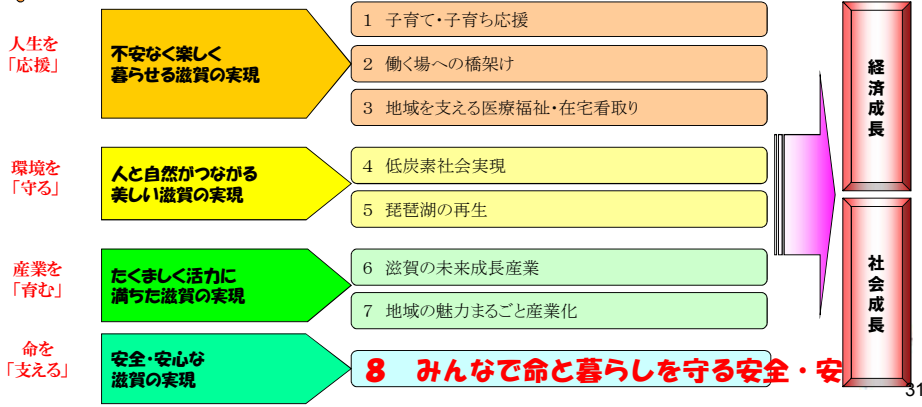 人生を
「応援」
不安なく楽しく
暮らせる滋賀の実現
1 子育て・子育ち応援
2 働く場への橋架け
3 地域を支える医療福祉・在宅看取り
環境を
「守る」
人と自然がつながる
美しい滋賀の実現
4 低炭素社会実現
5 琵琶湖の再生
産業を
「育む」
たくましく活力に
満ちた滋賀の実現
6 滋賀の未来成長産業
7 地域の魅力まるごと産業化
命を
「支える」
安全・安心な
滋賀の実現
8 みんなで命と暮らしを守る安全・安
経済成長
社会成長
31